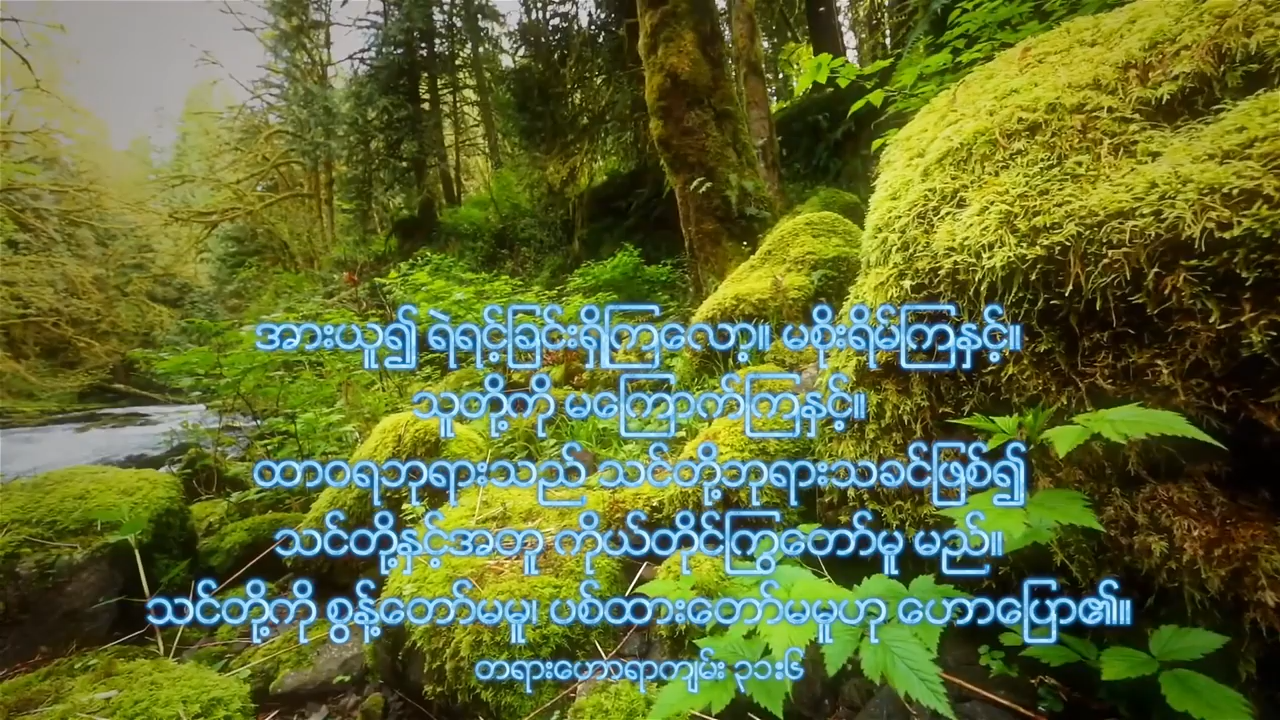 အားယူ၍ ရဲရင့်ခြင်းရှိကြလော့။ မစိုးရိမ်ကြနှင့်။
သူတို့ကို မကြောက်ကြနှင့်။
ထာဝရဘုရားသည် သင်တို့ဘုရားသခင်ဖြစ်၍
သင်တို့နှင့်အတူ ကိုယ်တိုင်ကြွတော်မူ မည်။
သင်တို့ကို စွန့်တော်မမူ၊ ပစ်ထားတော်မမူဟု ဟောပြော၏။
တရားဟောရာကျမ်း ၃၁း၆